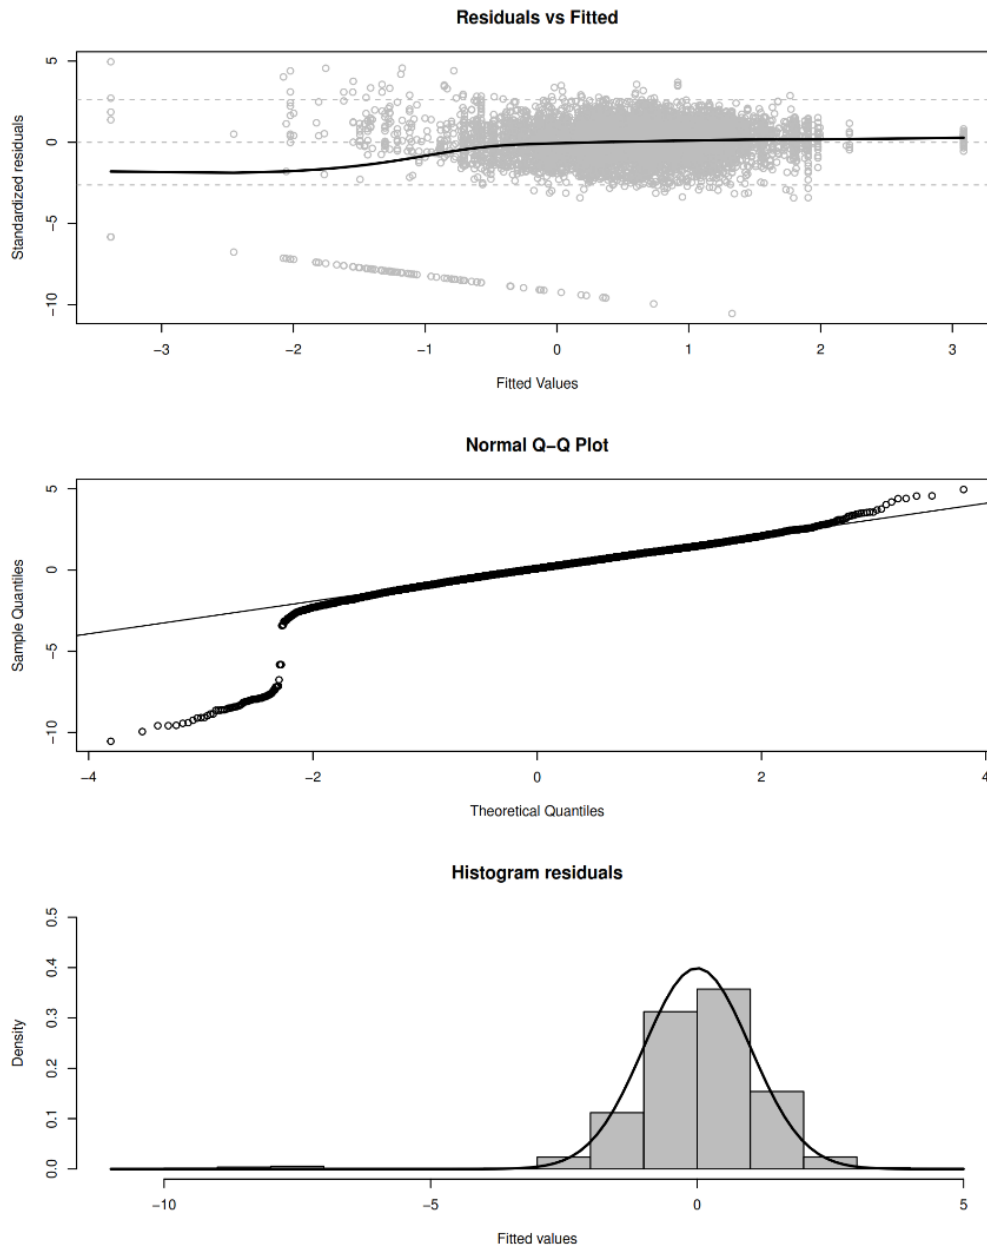 Residuals vs Fitted
5
0
−5
−10
Standardized residuals
−3 −2 −1 0 1 2 3
Fitted Values
Normal Q−Q Plot
5
0
−5
−10
Sample Quantiles
−4 −2 0 2 4
Theoretical Quantiles
Histogram residuals
0.5
0.4
0.3
0.2
0.1
0.0
Density
−10 −5 0 5
Fitted values